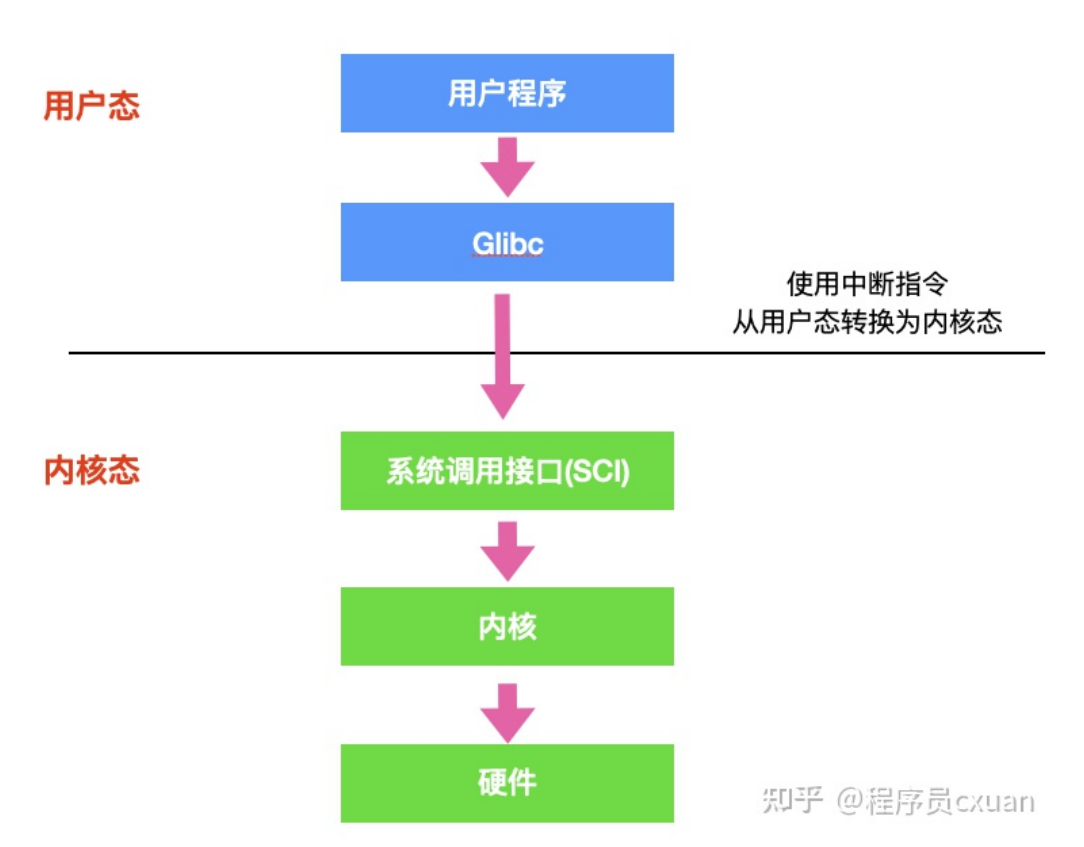 用户态
用户程序
Glibc
使用中断指令
从用户态转换为内核态
内核态
系统调用接口(SCI)
内核
硬件
知乎 @程序员cxuan